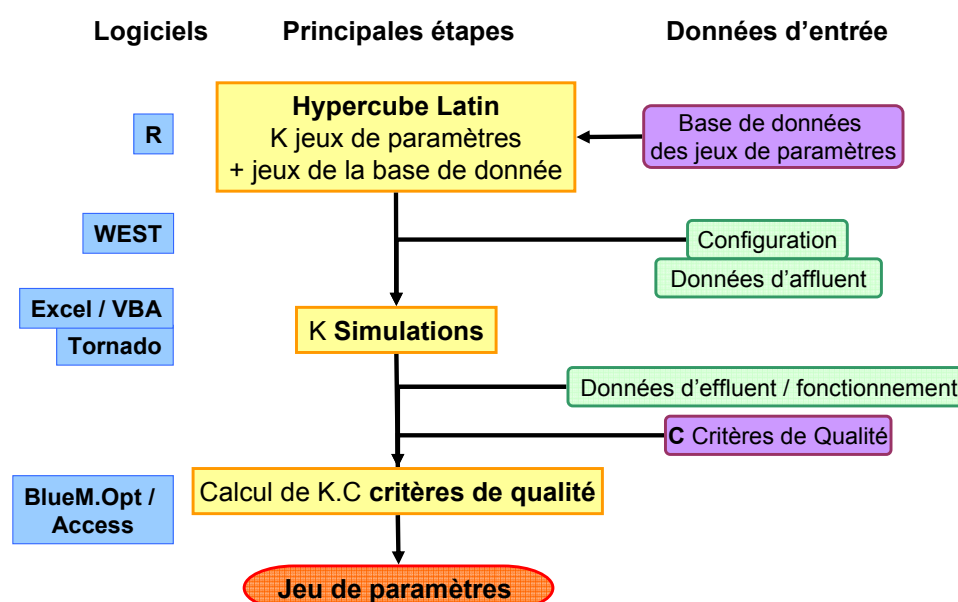 Logiciels Principales étapes Données d'entrée
Hypercube Latin
K jeux de paramètres
+ jeux de la base de donnée
R
Base de données
des jeux de paramètres
WEST
Configuration
Données d'affluent
Excel / VBA
Tornado
K Simulations
Données d'effluent / fonctionnement
C Critères de Qualité
BlueM.Opt /
Access
Calcul de K.C critères de qualité
Jeu de paramètres